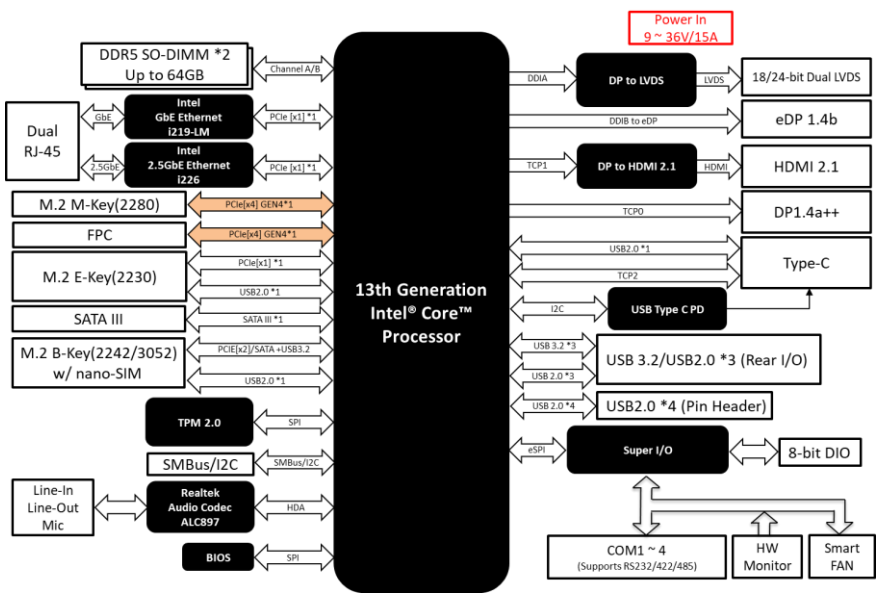 Power In
9 ~ 36V/15A
DDR5 SO-DIMM *2
Up to 64GB
Channel A/B
Dual
RJ-45
GbE
Intel
GbE Ethernet
i219-LM
PCIe [x1] *1
2.5GbE
Intel
2.5GbE Ethernet
i226
PCIe [x1] *1
M.2 M-Key(2280)
PCIe[x4] GEN4*1
FPC
PCIe[x4] GEN4*1
M.2 E-Key(2230)
PCIe[x1] *1
USB2.0 *1
SATA III
SATA III *1
M.2 B-Key(2242/3052)
w/ nano-SIM
PCIE[x2]/SATA +USB3.2
USB2.0 *1
TPM 2.0
SPI
SMBus/I2C
SMBus/I2C
Line-In
Line-Out
Mic
Realtek
Audio Codec
ALC897
HDA
BIOS
SPI
13th Generation
Intel® Core™
Processor
DDIA
DP to LVDS
LVDS
18/24-bit Dual LVDS
DDIB to eDP
eDP 1.4b
TCP1
DP to HDMI 2.1
HDMI
HDMI 2.1
TCP0
DP1.4a++
USB2.0 *1
TCP2
Type-C
I2C
USB Type C PD
USB 3.2 *3
USB 2.0 *3
USB 3.2/USB2.0 *3 (Rear I/O)
USB 2.0 *4
USB2.0 *4 (Pin Header)
eSPI
Super I/O
8-bit DIO
COM1 ~ 4
(Supports RS232/422/485)
HW
Monitor
Smart
FAN